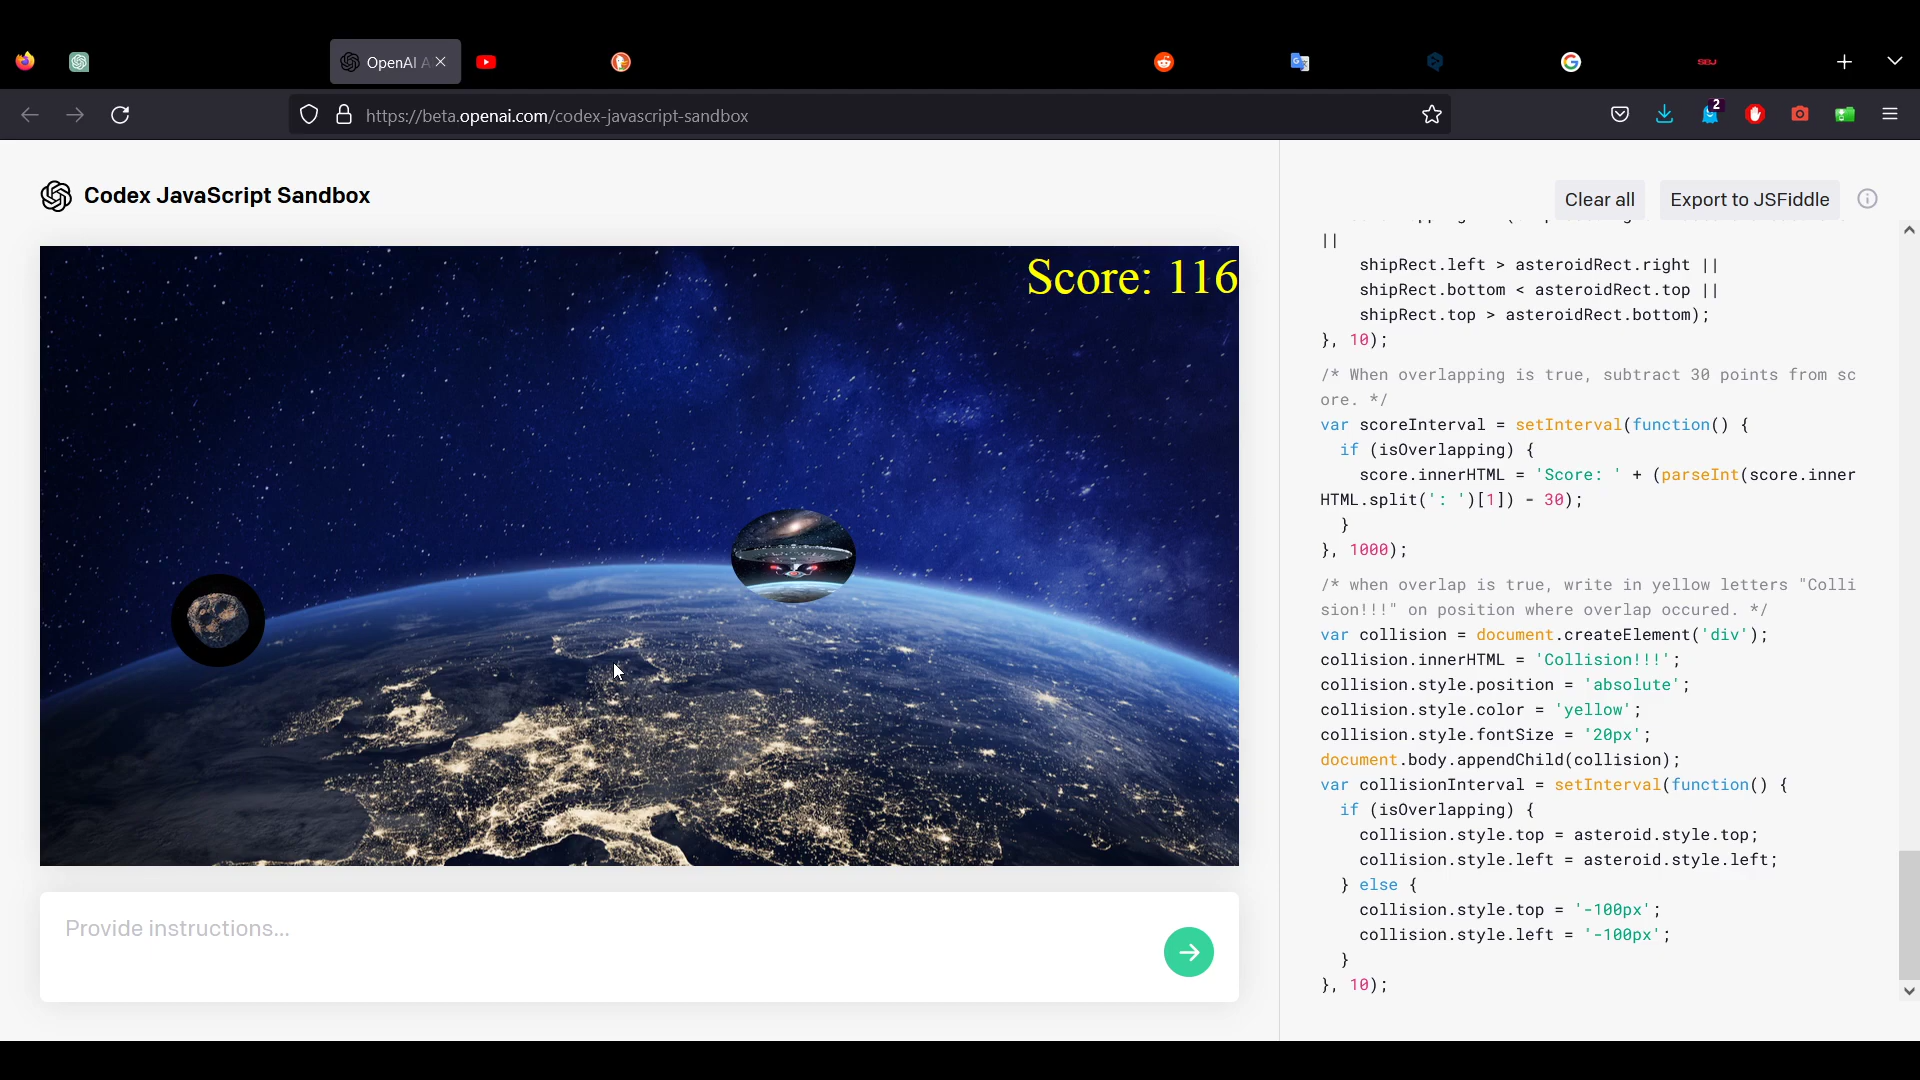 OpenAI A
2
https://beta.openai.com/codex-javascript-sandbox
Codex JavaScript Sandbox
Clear all
Export to JSFiddle
Score: 116
Provide instructions...
||
shipRect.left > asteroidRect.right ||
shipRect.bottom < asteroidRect.top ||
shipRect.top > asteroidRect.bottom);
}, 10);
/* When overlapping is true, subtract 30 points from sc
ore. */
var scoreInterval = setInterval(function() {
if (isOverlapping) {
score.innerHTML = 'Score: ' + (parseInt(score.inner
HTML.split(': ')[1]) - 30);
}
}, 1000);
/* when overlap is true, write in yellow letters "Colli
sion!!!" on position where overlap occured. */
var collision = document.createElement('div');
collision.innerHTML = 'Collision!!!';
collision.style.position = 'absolute';
collision.style.color = 'yellow';
collision.style.fontSize = '20px';
document.body.appendChild(collision);
var collisionInterval = setInterval(function() {
if (isOverlapping) {
collision.style.top = asteroid.style.top;
collision.style.left = asteroid.style.left;
} else {
collision.style.top = '-100px';
collision.style.left = '-100px';
}
}, 10);